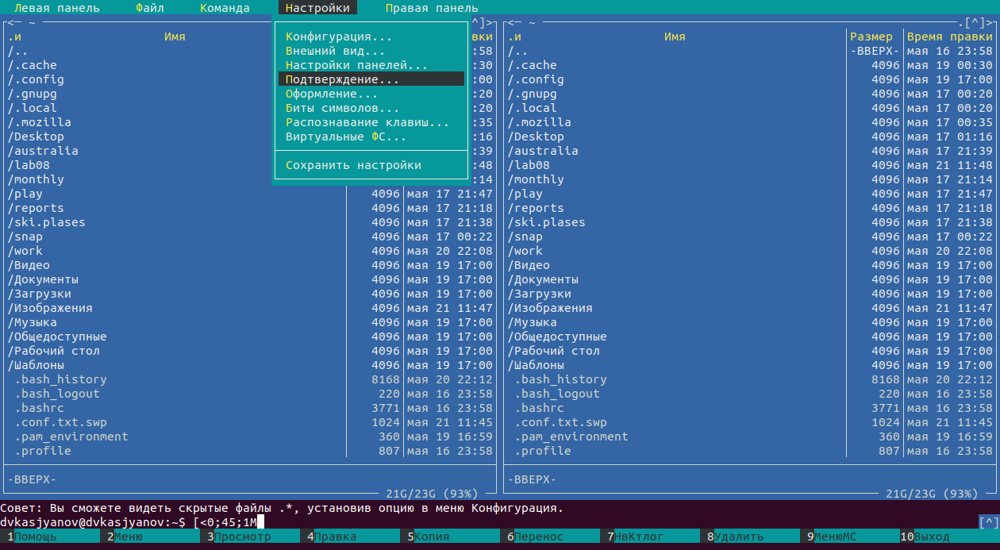 Левая панель Файл Команда Настройки Правая панель
<─ ~ ^]> <─ ~ .[^]>
.и Имя вки .и Имя Размер Время правки
/.. Конфигурация... :58 /.. -ВВЕРХ- мая 16 23:58
/.cache Внешний вид... :30 /.cache 4096 мая 19 00:30
/.config Настройки панелей... :00 /.config 4096 мая 19 17:00
/.gnupg Подтверждение... :20 /.gnupg 4096 мая 17 00:20
/.local Оформление... :20 /.local 4096 мая 17 00:20
/.mozilla Биты символов... :35 /.mozilla 4096 мая 17 00:35
/Desktop Распознавание клавиш... :16 /Desktop 4096 мая 17 01:16
/australia Виртуальные ФС... :39 /australia 4096 мая 17 21:39
/lab08 Сохранить настройки :48 /lab08 4096 мая 21 11:48
/monthly :14 /monthly 4096 мая 17 21:14
/play 4096 мая 17 21:47 /play 4096 мая 17 21:47
/reports 4096 мая 17 21:18 /reports 4096 мая 17 21:18
/ski.plases 4096 мая 17 21:38 /ski.plases 4096 мая 17 21:38
/snap 4096 мая 17 00:22 /snap 4096 мая 17 00:22
/work 4096 мая 20 22:08 /work 4096 мая 20 22:08
/Видео 4096 мая 19 17:00 /Видео 4096 мая 19 17:00
/Документы 4096 мая 19 17:00 /Документы 4096 мая 19 17:00
/Загрузки 4096 мая 19 17:00 /Загрузки 4096 мая 19 17:00
/Изображения 4096 мая 21 11:47 /Изображения 4096 мая 21 11:47
/Музыка 4096 мая 19 17:00 /Музыка 4096 мая 19 17:00
/Общедоступные 4096 мая 19 17:00 /Общедоступные 4096 мая 19 17:00
/Рабочий стол 4096 мая 19 17:00 /Рабочий стол 4096 мая 19 17:00
/Шаблоны 4096 мая 19 17:00 /Шаблоны 4096 мая 19 17:00
.bash_history 8168 мая 20 22:12 .bash_history 8168 мая 20 22:12
.bash_logout 220 мая 16 23:58 .bash_logout 220 мая 16 23:58
.bashrc 3771 мая 16 23:58 .bashrc 3771 мая 16 23:58
.conf.txt.swp 1024 мая 21 11:45 .conf.txt.swp 1024 мая 21 11:45
.pam_environment 360 мая 19 16:59 .pam_environment 360 мая 19 16:59
.profile 807 мая 16 23:58 .profile 807 мая 16 23:58
-ВВЕРХ- -ВВЕРХ-
21G/23G (93%) 21G/23G (93%)
Совет: Вы сможете видеть скрытые файлы .*, установив опцию в меню Конфигурация.
dvkasjyanov@dvkasjyanov:~$ [<0;45;1M [^]
1Помощь 2Меню 3Просмотр 4Правка 5Копия 6Перенос 7НвКтлог 8Удалить 9МенюMC 10Выход